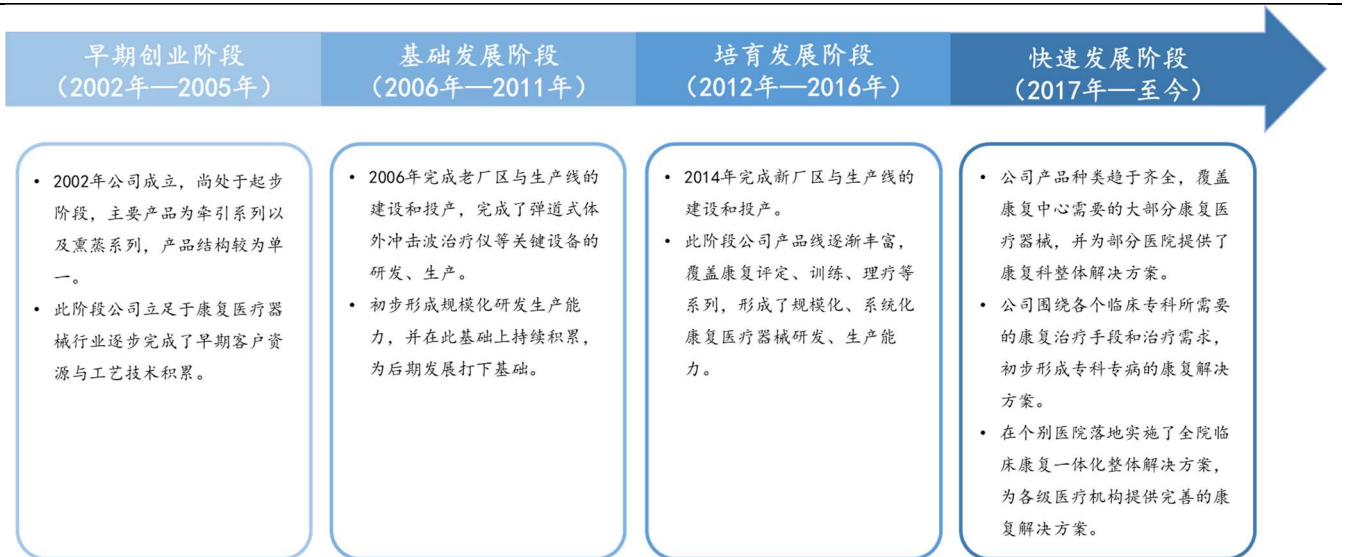 早期创业阶段
（2002年—2005年）
基础发展阶段
（2006年—2011年）
培育发展阶段
（2012年—2016年）
快速发展阶段
（2017年—至今）
• 2002年公司成立，尚处于起步
阶段，主要产品为牵引系列以
及熏蒸系列，产品结构较为单
一。
• 此阶段公司立足于康复医疗器
械行业逐步完成了早期客户资
源与工艺技术积累。
• 2006年完成老厂区与生产线的
建设和投产，完成了弹道式体
外冲击波治疗仪等关键设备的
研发、生产。
• 初步形成规模化研发生产能
力，并在此基础上持续积累，
为后期发展打下基础。
• 2014年完成新厂区与生产线的
建设和投产。
• 此阶段公司产品线逐渐丰富，
覆盖康复评定、训练、理疗等
系列，形成了规模化、系统化
康复医疗器械研发、生产能
力。
• 公司产品种类趋于齐全，覆盖
康复中心需要的大部分康复医
疗器械，并为部分医院提供了
康复科整体解决方案。
• 公司围绕各个临床专科所需要
的康复治疗手段和治疗需求，
初步形成专科专病的康复解决
方案。
• 在个别医院落地实施了全院临
床康复一体化整体解决方案，
为各级医疗机构提供完善的康
复解决方案。